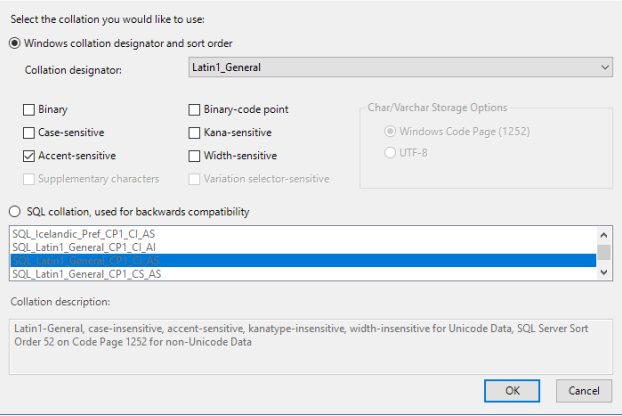 Select the collation you would like to use:
Windows collation designator and sort order
Collation designator:
Latin1_General
Binary
Binary-code point
Char/Varchar Storage Options
Case-sensitive
Kana-sensitive
Windows Code Page (1252)
Accent-sensitive
Width-sensitive
UTF-8
Supplementary characters
Variation selector-sensitive
SQL collation, used for backwards compatibility
SQL_Icelandic_Pref_CP1_CI_AS
SQL_Latin1_General_CP1_CI_AI
SQL_Latin1_General_CP1_CI_AS
SQL_Latin1_General_CP1_CS_AS
Collation description:
Latin1-General, case-insensitive, accent-sensitive, kanatype-insensitive, width-insensitive for Unicode Data, SQL Server Sort
Order 52 on Code Page 1252 for non-Unicode Data
OK
Cancel